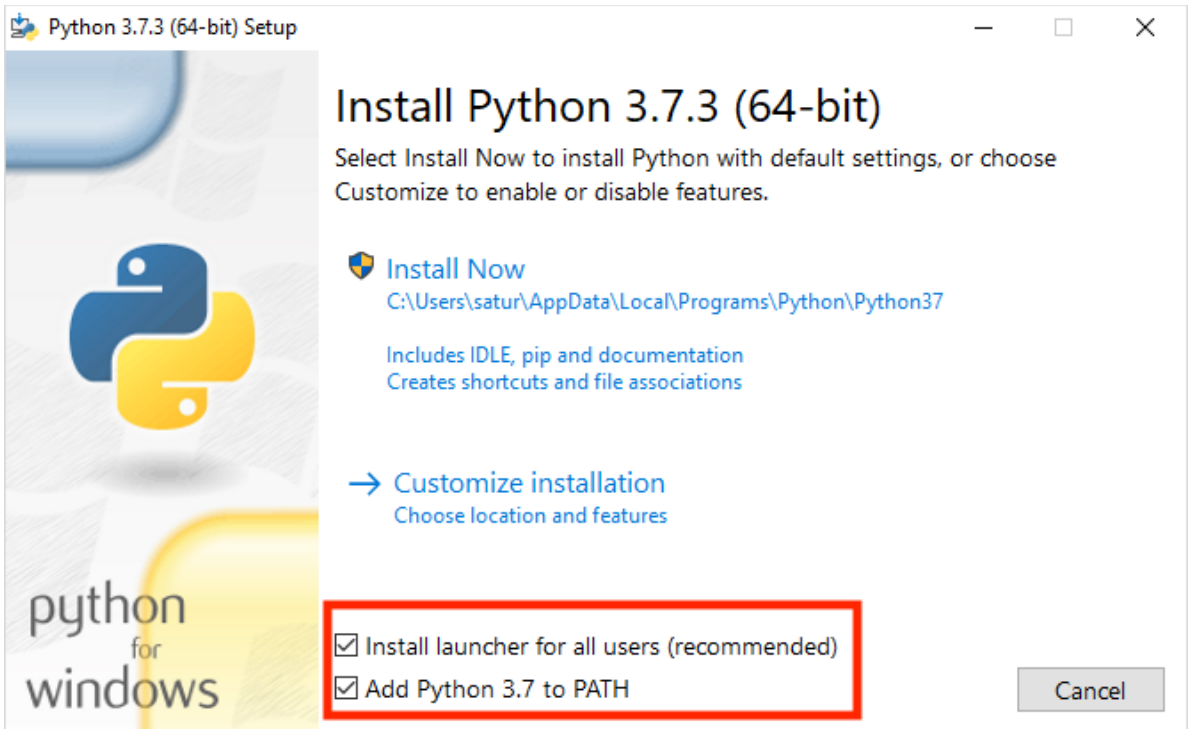 Python 3.7.3 (64-bit) Setup
Install Python 3.7.3 (64-bit)
Select Install Now to install Python with default settings, or choose
Customize to enable or disable features.
Install Now
C:\Users\satur\AppData\Local\Programs\Python\Python37
Includes IDLE, pip and documentation
Creates shortcuts and file associations
Customize installation
Choose location and features
python
for
windows
Install launcher for all users (recommended)
Add Python 3.7 to PATH
Cancel